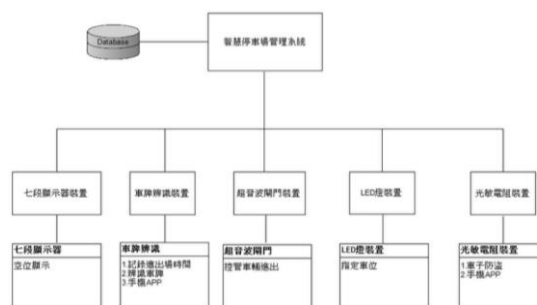 Database
智慧停車場管理系統
七段顯示器裝置
車牌辨識裝置
超音波閘門裝置
LED燈裝置
光敏電阻裝置
七段顯示器
空位顯示
車牌辨識
1.記錄進出場時間
2.辨識車牌
3.手機APP
超音波閘門
控管車輛進出
LED燈裝置
指定車位
光敏電阻裝置
1.車子防盜
2.手機APP